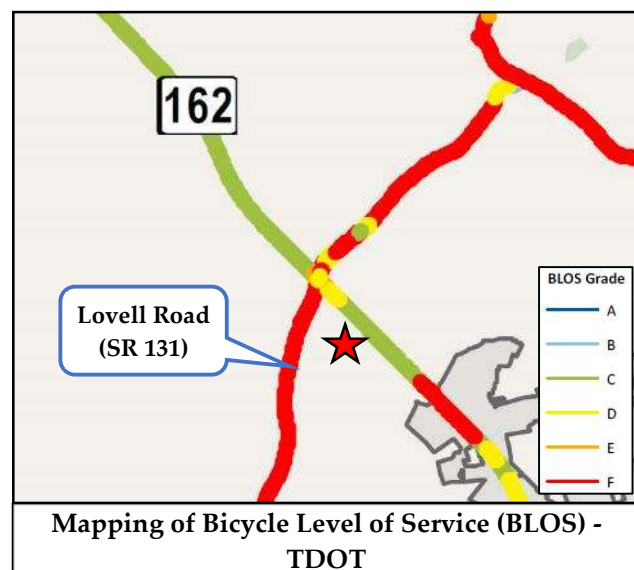 162
Lovell Road
(SR 131)
BLOS Grade
A
B
C
D
E
F
Mapping of Bicycle Level of Service (BLOS) -
TDOT